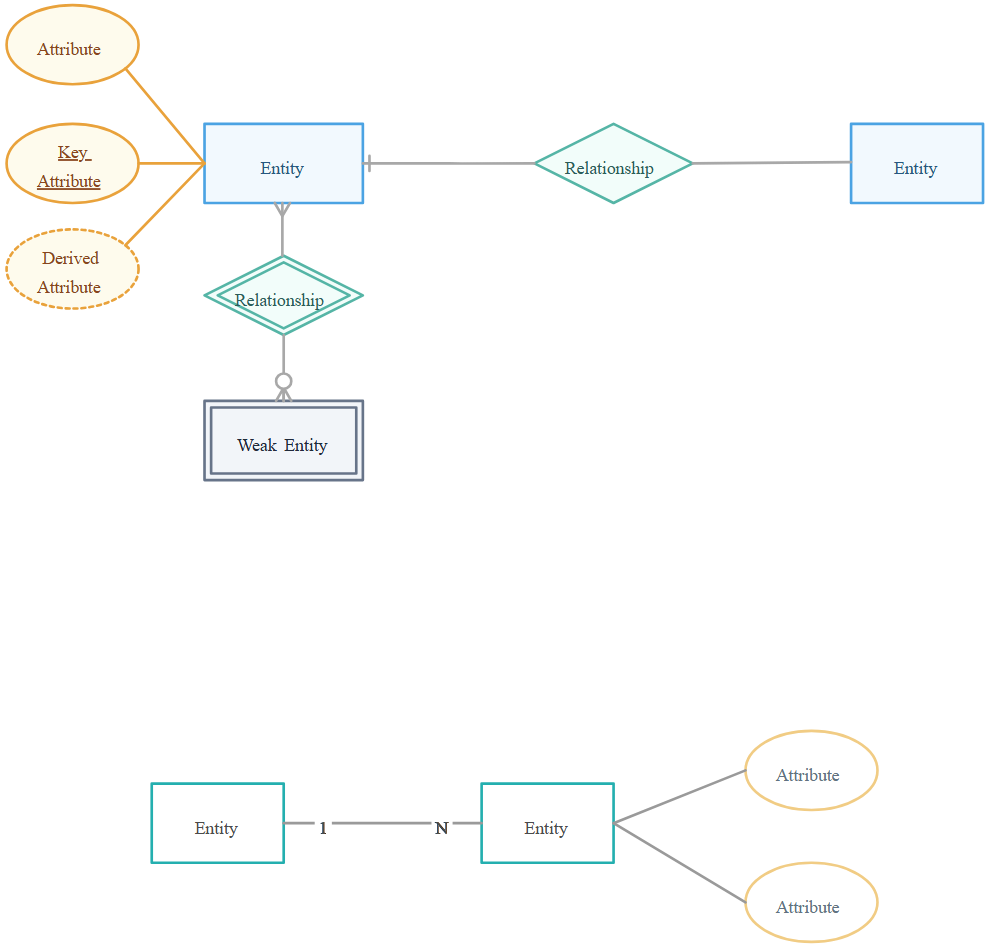 Attribute
Key
Attribute
Derived
Attribute
Entity
Relationship
Entity
Relationship
Weak Entity
Entity
1
N
Entity
Attribute
Attribute